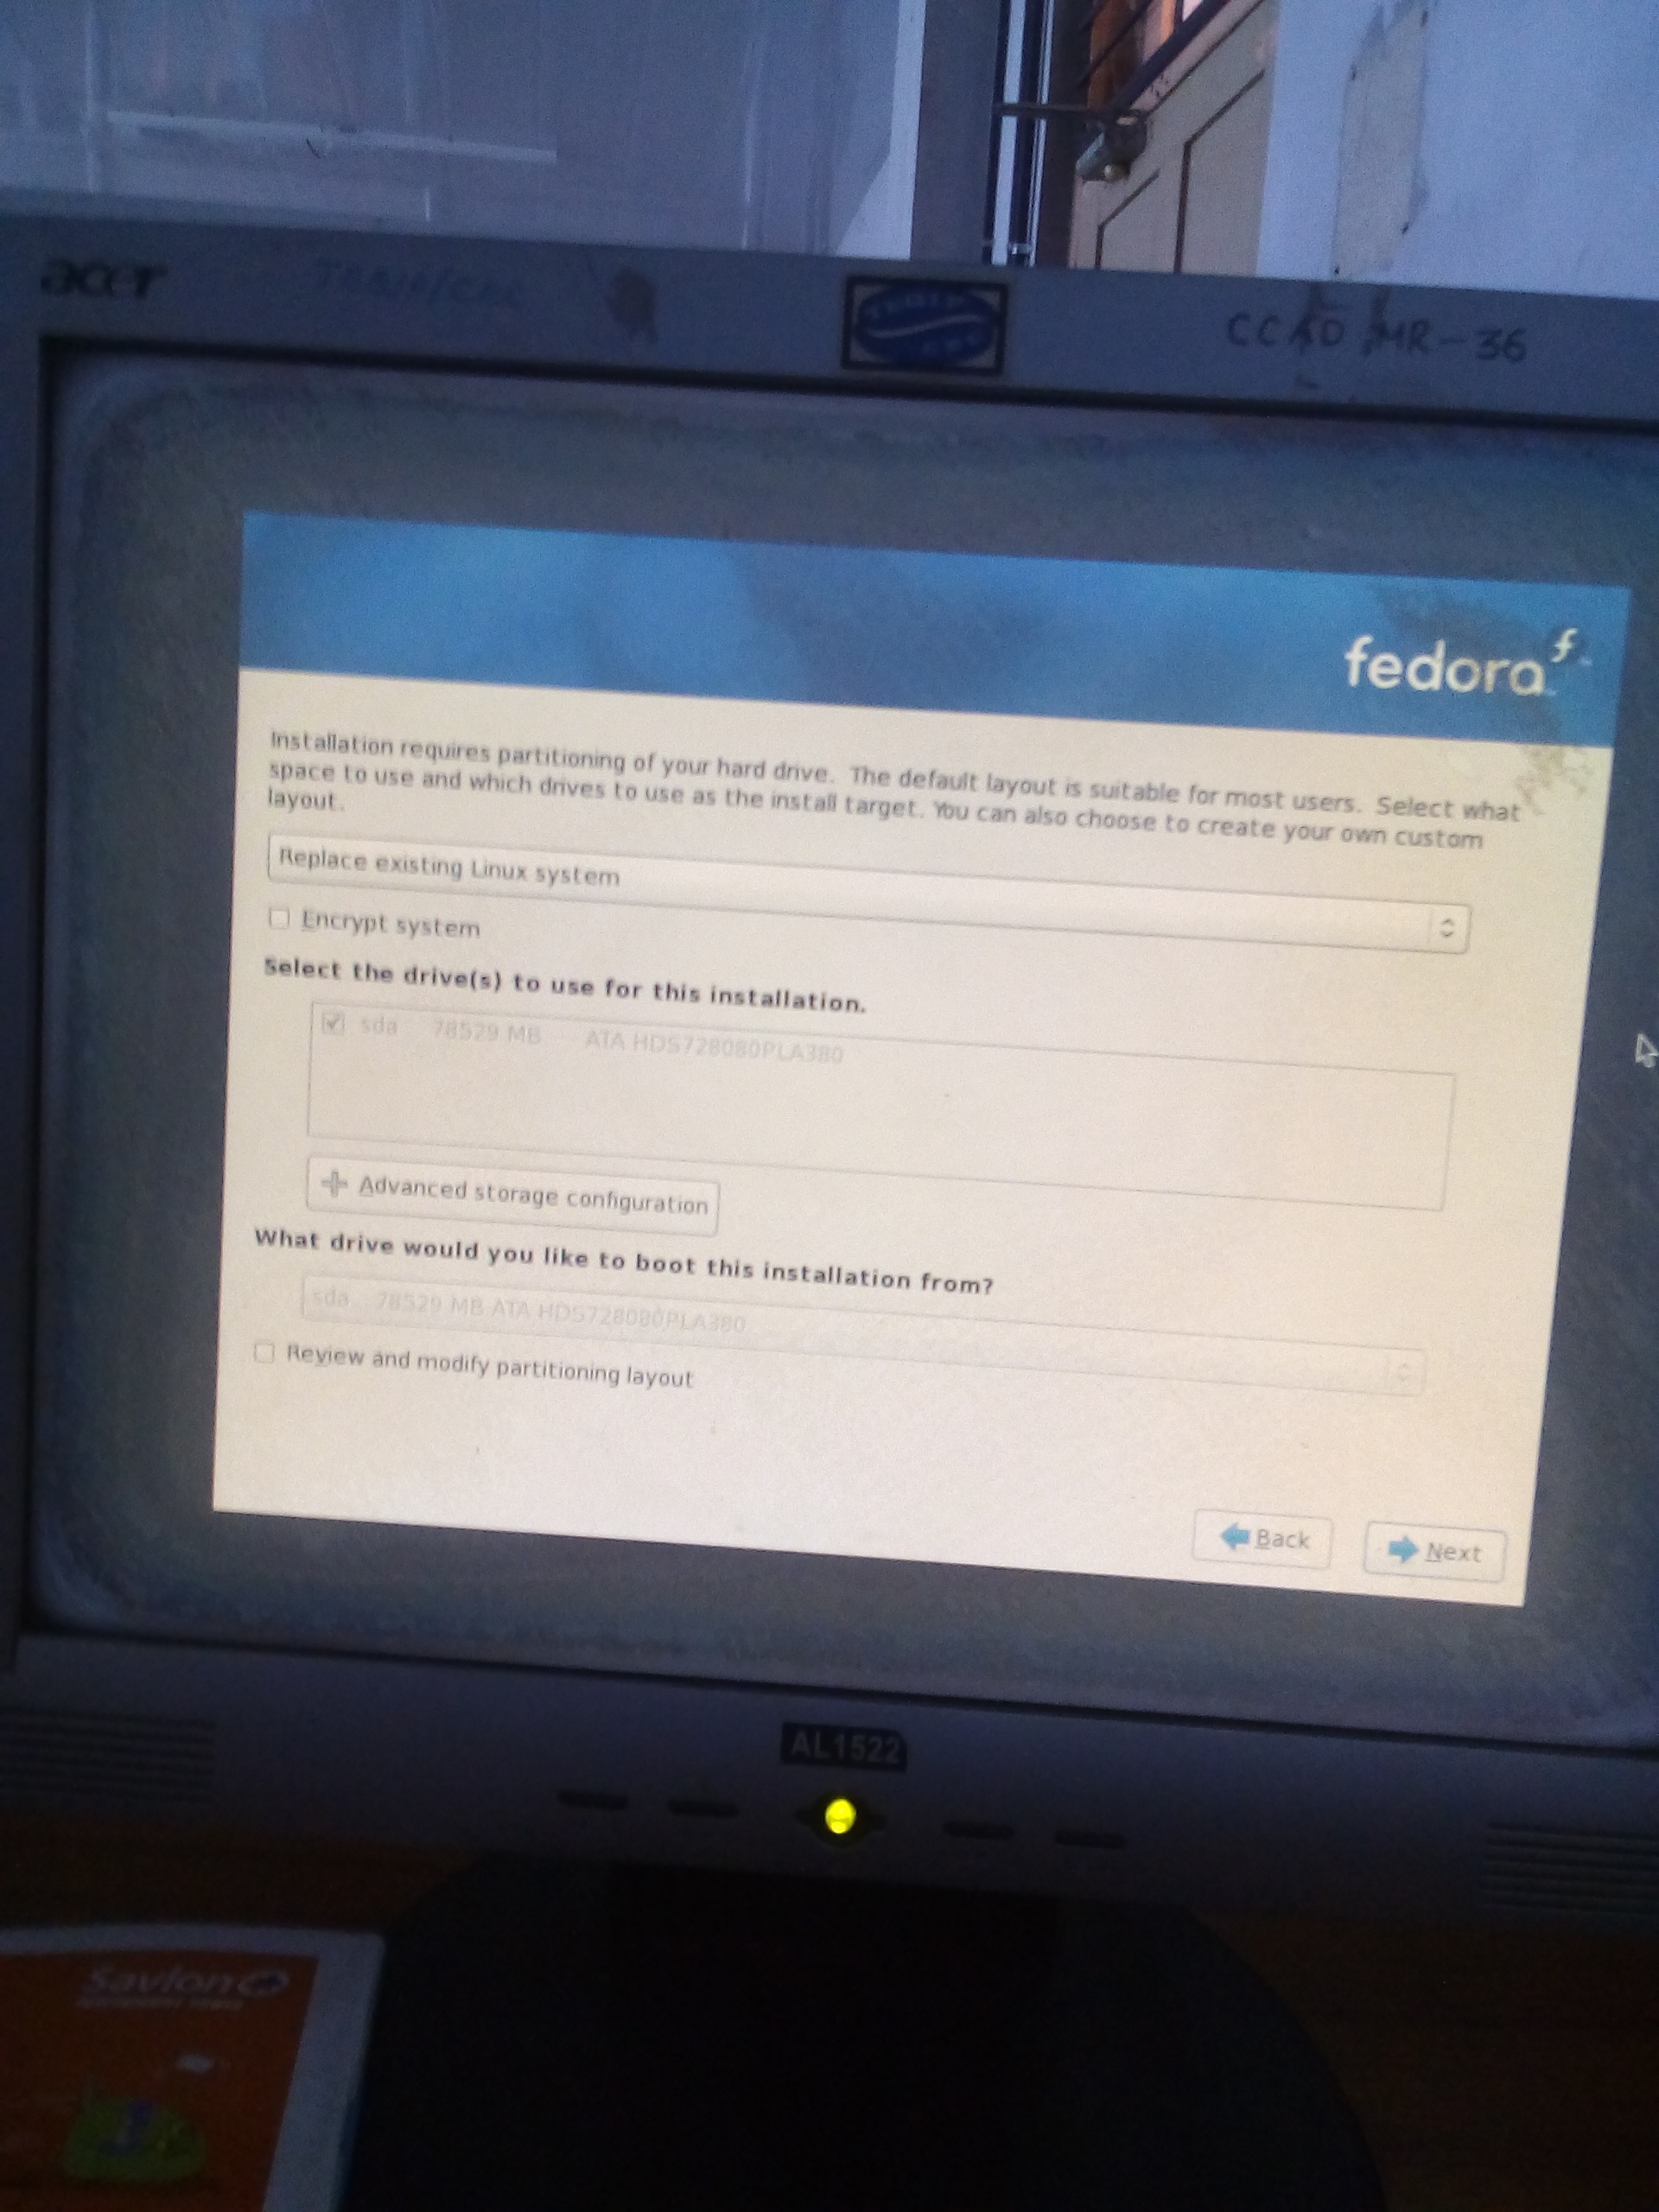 acer
CCAD MR-36
fedora
Installation requires partitioning of your hard drive. The default layout is suitable for most users. Select what
space to use and which drives to use as the install target. You can also choose to create your own custom
layout.
Replace existing Linux system
Encrypt system
Select the drive(s) to use for this installation.
sda 78529 MB ATA HDS728080PLA380
Advanced storage configuration
What drive would you like to boot this installation from?
sda 78529 MB ATA HDS728080PLA380
Review and modify partitioning layout
Back
Next
AL1522
Savlon